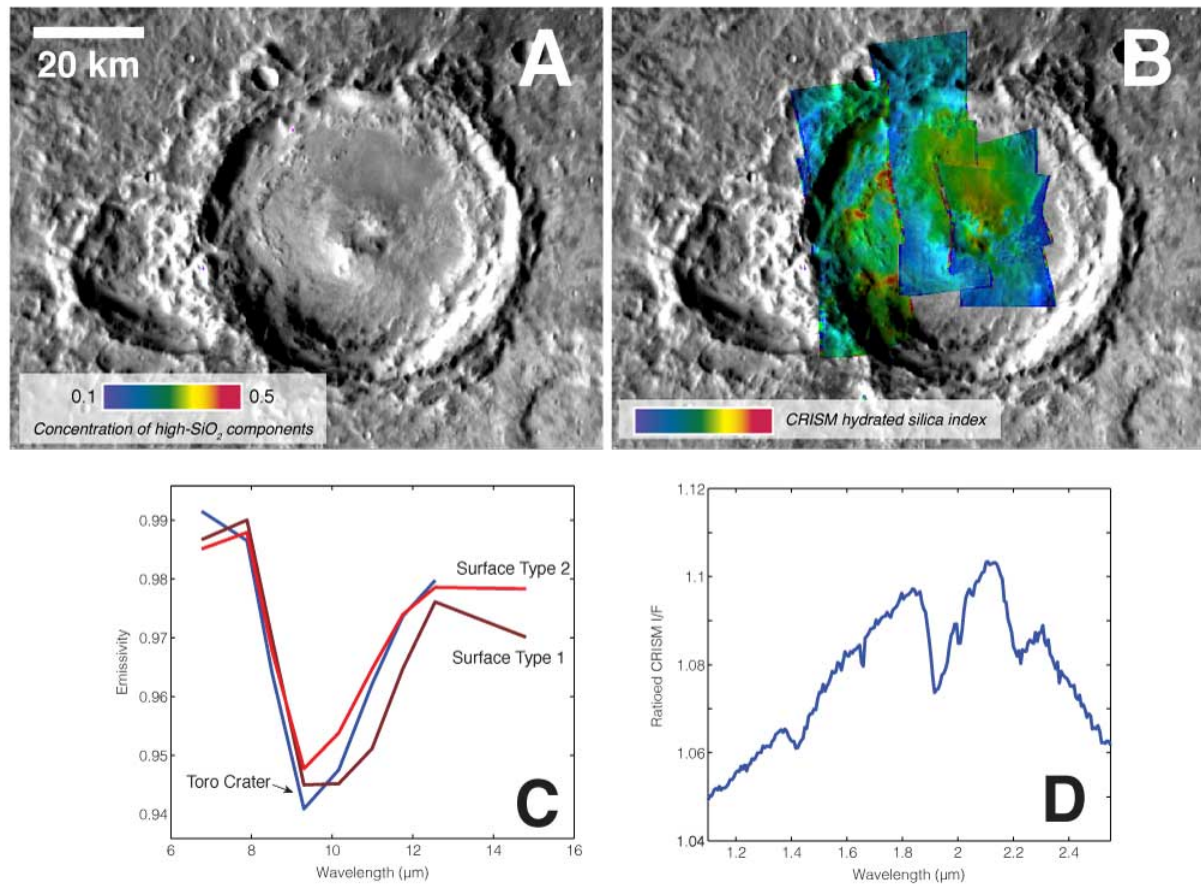 20 km
A
0.1 0.5
Concentration of high-SiO₂ components
B
CRISM hydrated silica index
Emissivity
0.99
0.98
0.97
0.96
0.95
0.94
Surface Type 2
Surface Type 1
Toro Crater
C
6 8 10 12 14 16
Wavelength (μm)
Ratioed CRISM I/F
1.12
1.1
1.08
1.06
1.04
D
1.2 1.4 1.6 1.8 2 2.2 2.4
Wavelength (μm)